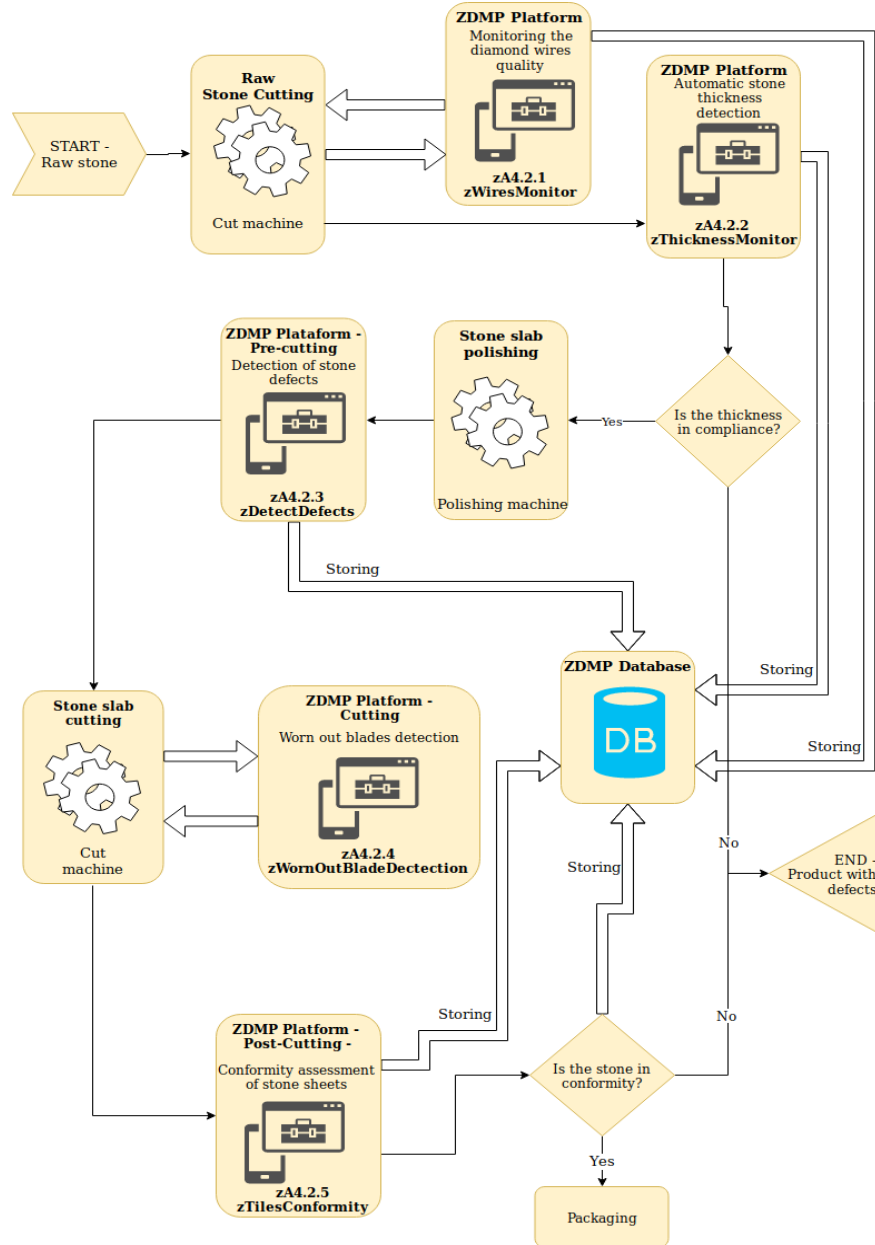 ZDMP Platform
Monitoring the
diamond wires
quality
zA4.2.1
zWiresMonitor
Raw
Stone Cutting
Cut machine
START -
Raw stone
ZDMP Platform
Automatic stone
thickness
detection
zA4.2.2
zThicknessMonitor
ZDMP Plataform -
Pre-cutting
Detection of stone
defects
zA4.2.3
zDetectDefects
Stone slab
polishing
Polishing machine
Yes
Is the thickness
in compliance?
Storing
ZDMP Database
DB
Storing
Storing
Stone slab
cutting
Cut
machine
ZDMP Platform -
Cutting
Worn out blades detection
zA4.2.4
zWornOutBladeDectection
No
Storing
END -
Product with
defects
Storing
No
ZDMP Platform -
Post-Cutting -
Conformity assessment
of stone sheets
zA4.2.5
zTilesConformity
Is the stone in
conformity?
Yes
Packaging